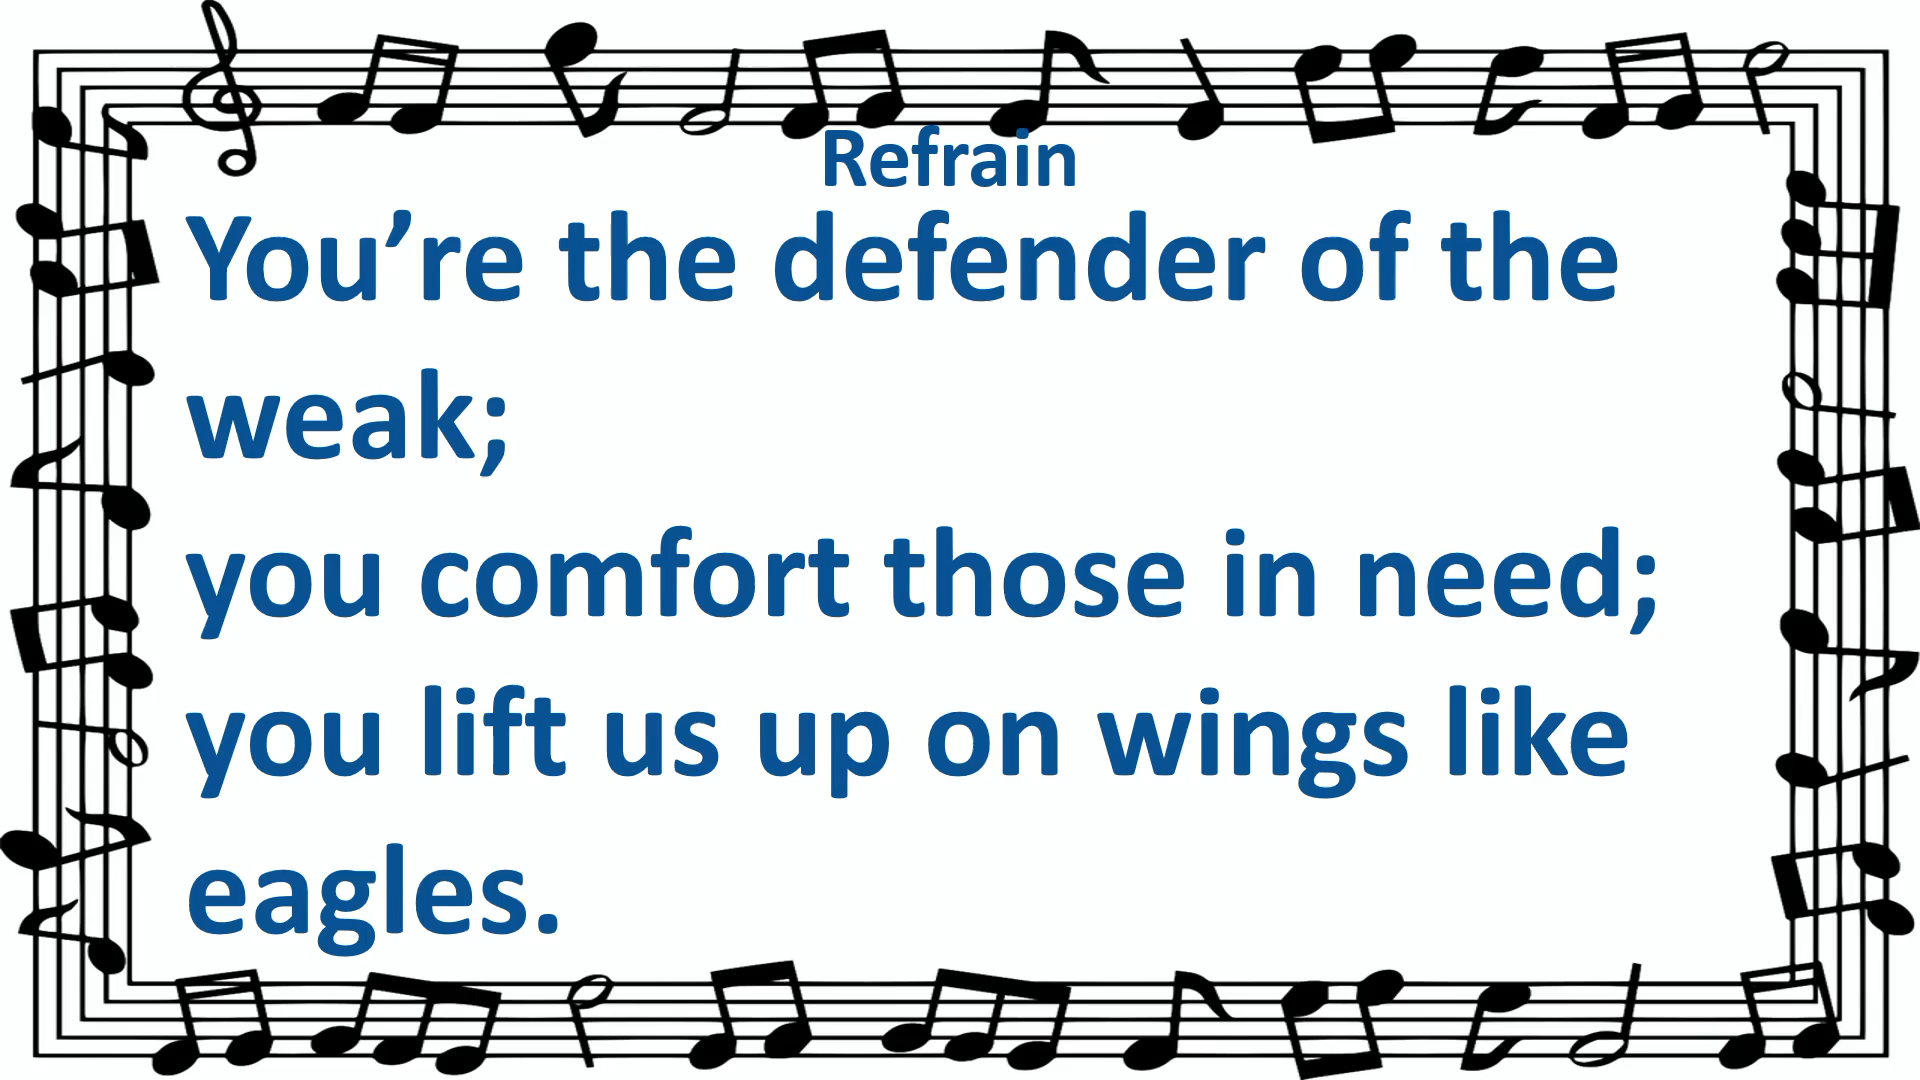 Refrain
You’re the defender of the
weak;
you comfort those in need;
you lift us up on wings like
eagles.